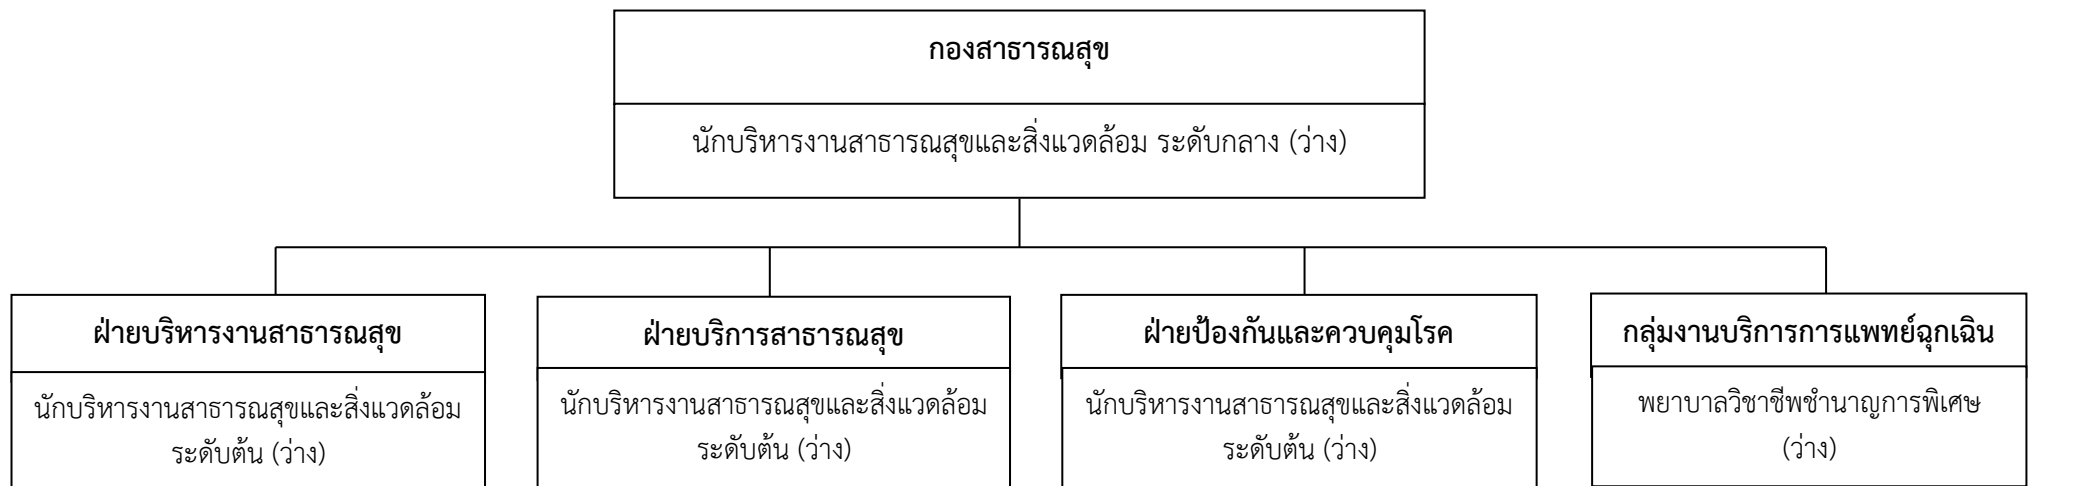 กองสาธารณสุข
นักบริหารงานสาธารณสุขและสิ่งแวดล้อม ระดับกลาง (ว่าง)
ฝ่ายบริหารงานสาธารณสุข
นักบริหารงานสาธารณสุขและสิ่งแวดล้อม
ระดับต้น (ว่าง)
ฝ่ายบริการสาธารณสุข
นักบริหารงานสาธารณสุขและสิ่งแวดล้อม
ระดับต้น (ว่าง)
ฝ่ายป้องกันและควบคุมโรค
นักบริหารงานสาธารณสุขและสิ่งแวดล้อม
ระดับต้น (ว่าง)
กลุ่มงานบริการการแพทย์ฉุกเฉิน
พยาบาลวิชาชีพชำนาญการพิเศษ
(ว่าง)